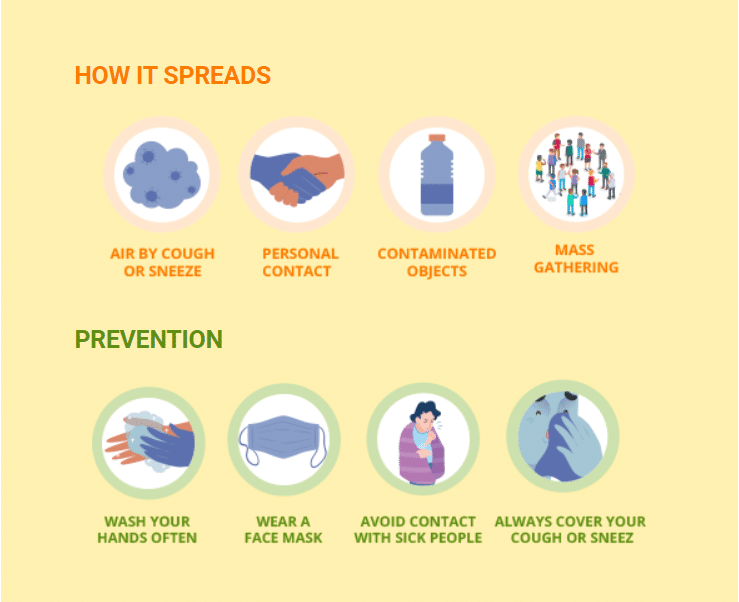 HOW IT SPREADS
AIR BY COUGH
OR SNEEZE
PERSONAL
CONTACT
CONTAMINATED
OBJECTS
MASS
GATHERING
PREVENTION
WASH YOUR
HANDS OFTEN
WEAR A
FACE MASK
AVOID CONTACT
WITH SICK PEOPLE
ALWAYS COVER YOUR
COUGH OR SNEEZ